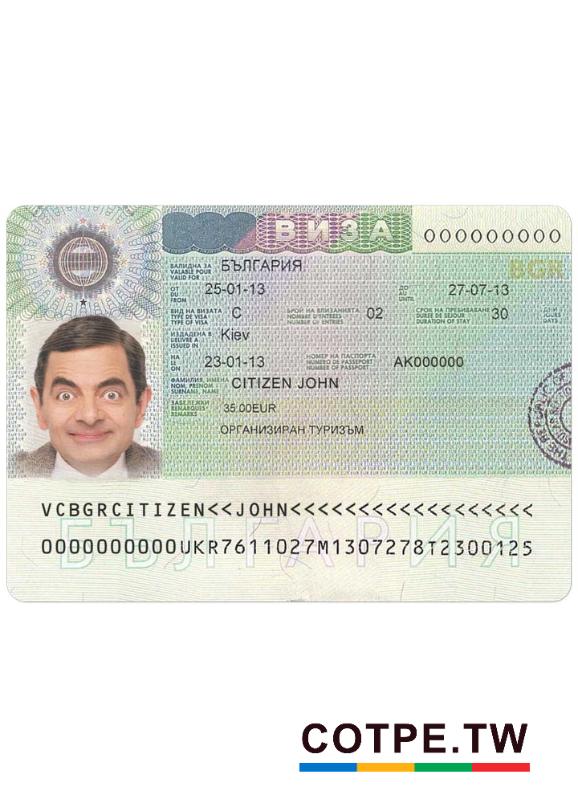 ВИЗА 000000000
ВАЛИДНА ЗА БЪЛГАРИЯ BGR
VALABLE POUR
VALID FOR
ОТ 25-01-13 ДО 27-07-13
DU AU
FROM UNTIL
ВИД НА ВИЗАТА C БРОЙ НА ВЛИЗАНИЯТА 02 СРОК НА ПРЕБИВАВАНЕ 30 ДНИ
TYPE DE VISA NOMBRE D'ENTREES DUREE DE SEJOUR JOURS
TYPE OF VISA NUMBER OF ENTRIES DURATION OF STAY DAYS
ИЗДАДЕНА В Kiev
DELIVRE A
ISSUED IN
НА 23-01-13 НОМЕР НА ПАСПОРТА AK000000
LE NUMERO DE PASSEPORT
ON NUMBER OF PASSPORT
ФАМИЛИЯ, ИМЕНА CITIZEN JOHN
NOM, PRENOM
SURNAME, NAME
ЗАБЕЛЕЖКИ 35.00EUR
REMARQUES
REMARKS
ОРГАНИЗИРАН ТУРИЗЪМ
VCBGRCITIZEN<<JOHN<<<<<<<<<<<<<<<<<<
БЪЛГАРИЯ
0000000000UKR7611027M1307278T2300125
COTPE.TW